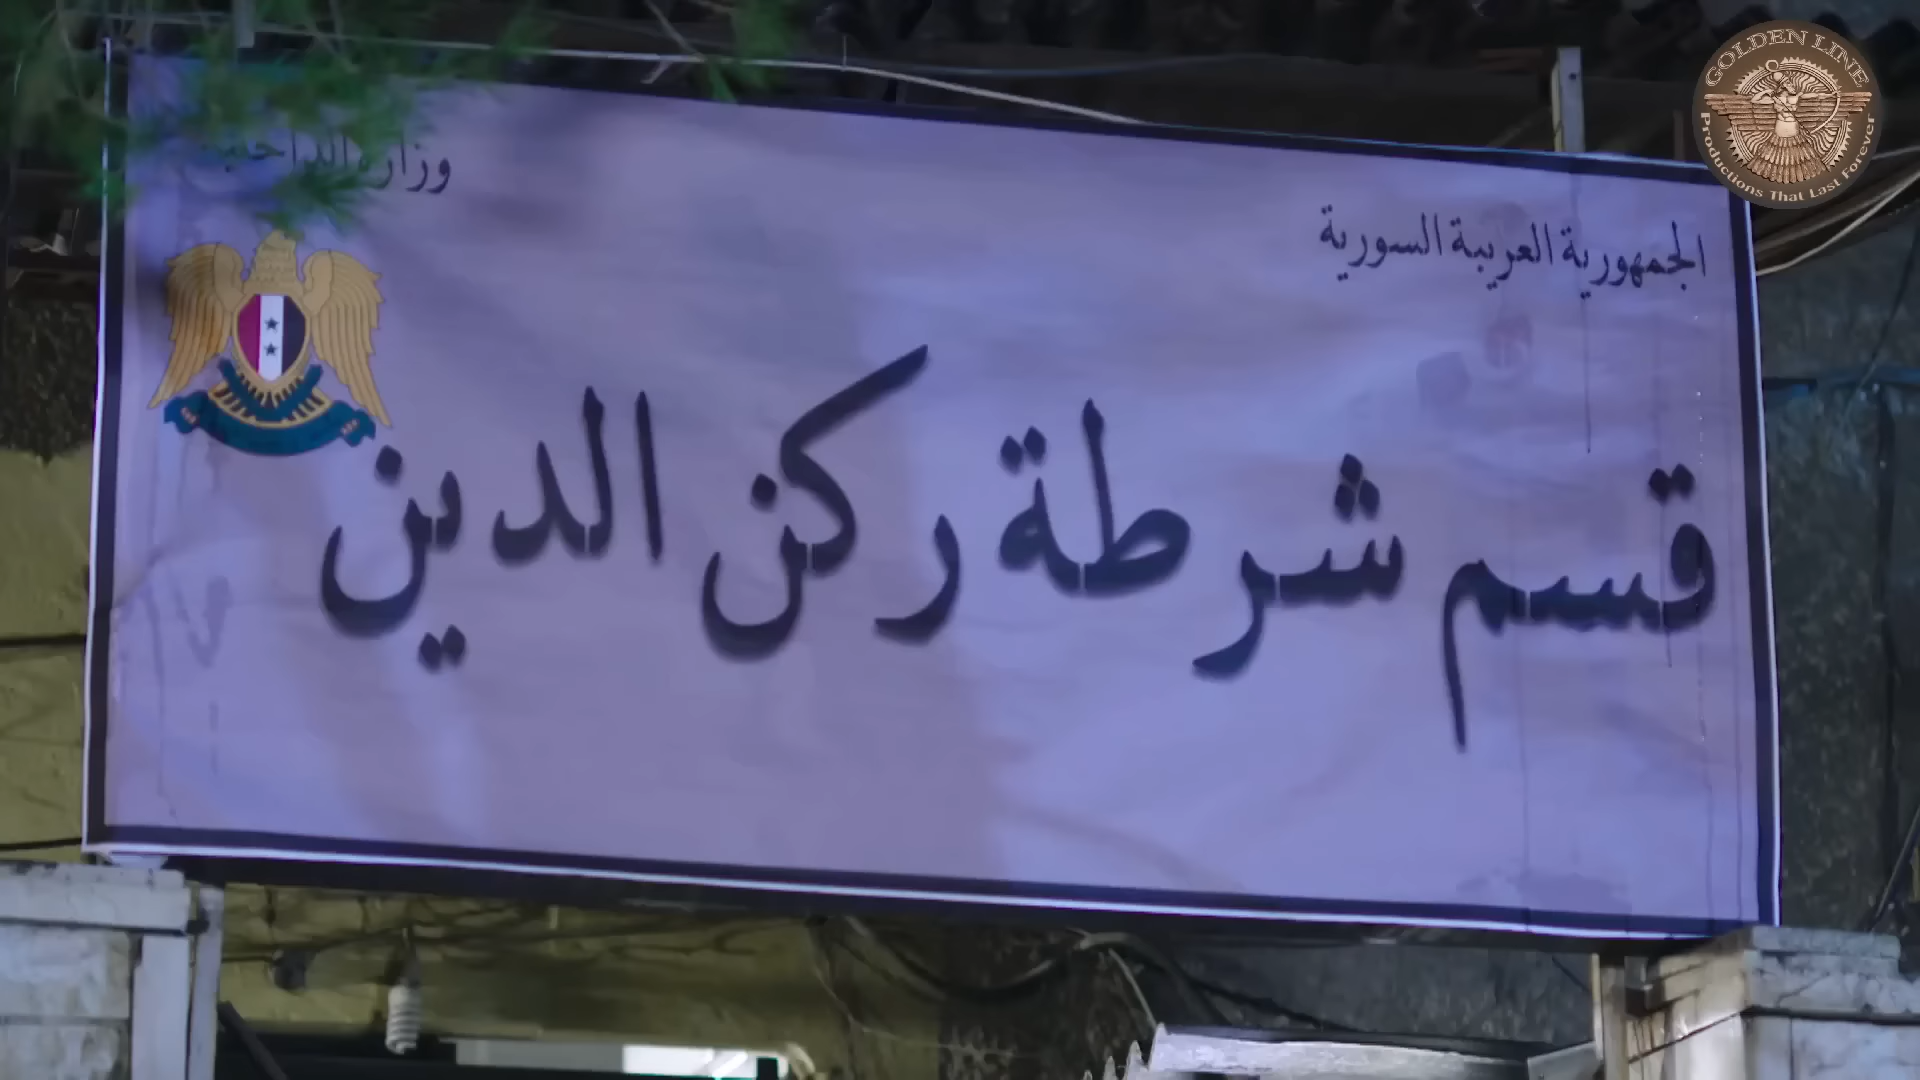 الجمهورية العربية السورية
وزارة الداخلية
قسم شرطة ركن الدين
GOLDEN LINE
Productions That Last Forever